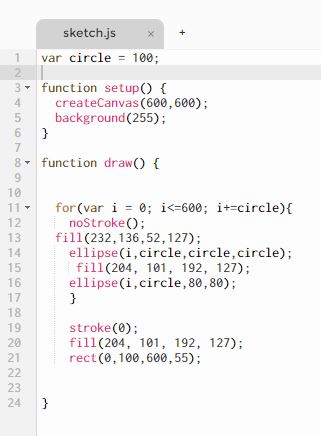 sketch.js × +
1 var circle = 100;
2
3 function setup() {
4 createCanvas(600,600);
5 background(255);
6 }
7
8 function draw() {
9
10
11 for(var i = 0; i<=600; i+=circle){
12 noStroke();
13 fill(232,136,52,127);
14 ellipse(i,circle,circle,circle);
15 fill(204, 101, 192, 127);
16 ellipse(i,circle,80,80);
17 }
18
19 stroke(0);
20 fill(204, 101, 192, 127);
21 rect(0,100,600,55);
22
23
24 }